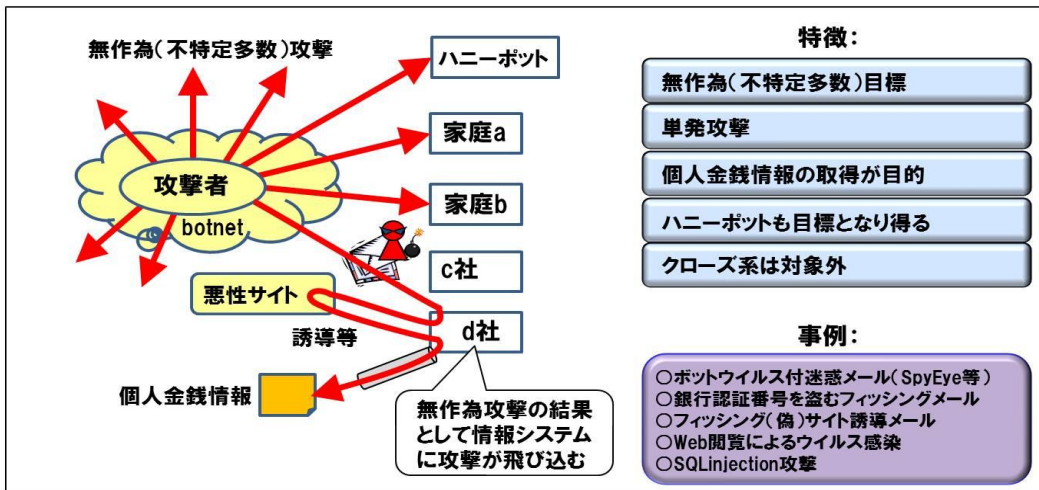 無作為(不特定多数)攻撃
ハニーポット
家庭a
攻撃者
家庭b
botnet
c社
悪性サイト
d社
誘導等
個人金銭情報
無作為攻撃の結果
として情報システム
に攻撃が飛び込む
特徴:
無作為(不特定多数)目標
単発攻撃
個人金銭情報の取得が目的
ハニーポットも目標となり得る
クローズ系は対象外
事例:
○ボットウイルス付迷惑メール(SpyEye等)
○銀行認証番号を盗むフィッシングメール
○フィッシング(偽)サイト誘導メール
○Web閲覧によるウイルス感染
○SQLinjection攻撃